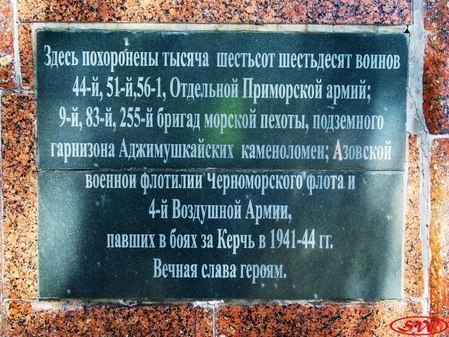 Здесь похоронены тысяча шестьсот шестьдесят воинов
44-й, 51-й,56-1, Отдельной Приморской армий;
9-й, 83-й, 255-й бригад морской пехоты, подземного
гарнизона Аджимушкайских каменоломен; Азовской
военной флотилии Черноморского флота и
4-й Воздушной Армии,
павших в боях за Керчь в 1941-44 гг.
Вечная слава героям.
SW